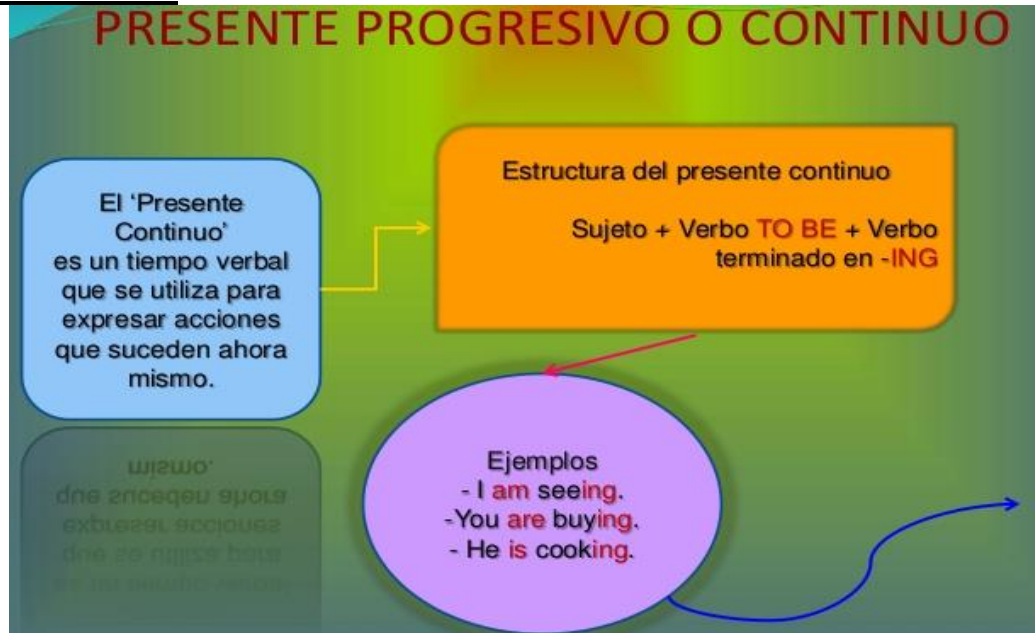 PRESENTE PROGRESIVO O CONTINUO
El ‘Presente
Continuo’
es un tiempo verbal
que se utiliza para
expresar acciones
que suceden ahora
mismo.
Estructura del presente continuo
Sujeto + Verbo TO BE + Verbo
terminado en -ING
Ejemplos
- I am seeing.
-You are buying.
- He is cooking.